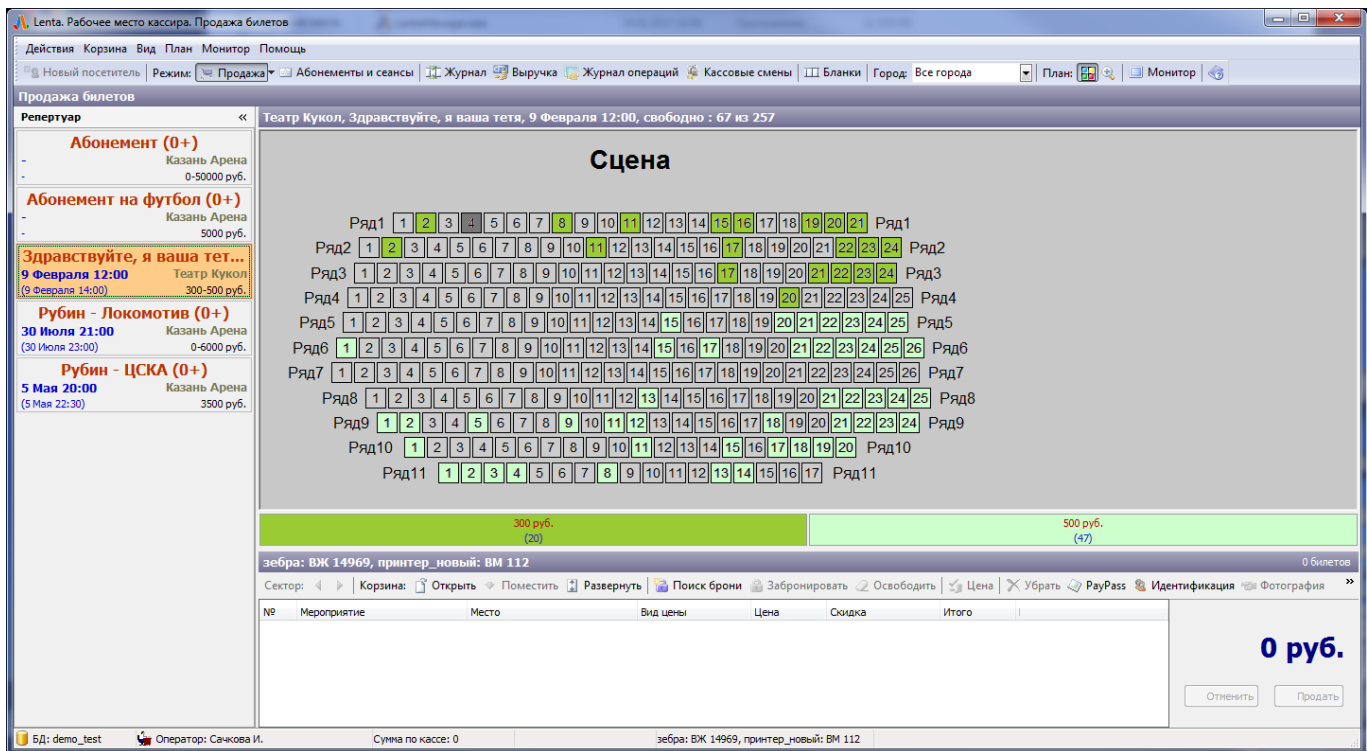 Lenta. Рабочее место кассира. Продажа билетов
Действия Корзина Вид План Монитор Помощь
Новый посетитель Режим: Продажа Абонементы и сеансы Журнал Выручка Журнал операций Кассовые смены Бланки Город: Все города План: Монитор
Продажа билетов
Репертуар «
Театр Кукол, Здравствуйте, я ваша тетя, 9 Февраля 12:00, свободно : 67 из 257
Абонемент (0+)
- Казань Арена
- 0-50000 руб.
Абонемент на футбол (0+)
- Казань Арена
- 5000 руб.
Здравствуйте, я ваша тет...
9 Февраля 12:00 Театр Кукол
(9 Февраля 14:00) 300-500 руб.
Рубин - Локомотив (0+)
30 Июля 21:00 Казань Арена
(30 Июля 23:00) 0-6000 руб.
Рубин - ЦСКА (0+)
5 Мая 20:00 Казань Арена
(5 Мая 22:30) 3500 руб.
Сцена
Ряд1 1 2 3 4 5 6 7 8 9 10 11 12 13 14 15 16 17 18 19 20 21 Ряд1
Ряд2 1 2 3 4 5 6 7 8 9 10 11 12 13 14 15 16 17 18 19 20 21 22 23 24 Ряд2
Ряд3 1 2 3 4 5 6 7 8 9 10 11 12 13 14 15 16 17 18 19 20 21 22 23 24 Ряд3
Ряд4 1 2 3 4 5 6 7 8 9 10 11 12 13 14 15 16 17 18 19 20 21 22 23 24 25 Ряд4
Ряд5 1 2 3 4 5 6 7 8 9 10 11 12 13 14 15 16 17 18 19 20 21 22 23 24 25 Ряд5
Ряд6 1 2 3 4 5 6 7 8 9 10 11 12 13 14 15 16 17 18 19 20 21 22 23 24 25 26 Ряд6
Ряд7 1 2 3 4 5 6 7 8 9 10 11 12 13 14 15 16 17 18 19 20 21 22 23 24 25 26 Ряд7
Ряд8 1 2 3 4 5 6 7 8 9 10 11 12 13 14 15 16 17 18 19 20 21 22 23 24 25 Ряд8
Ряд9 1 2 3 4 5 6 7 8 9 10 11 12 13 14 15 16 17 18 19 20 21 22 23 24 Ряд9
Ряд10 1 2 3 4 5 6 7 8 9 10 11 12 13 14 15 16 17 18 19 20 Ряд10
Ряд11 1 2 3 4 5 6 7 8 9 10 11 12 13 14 15 16 17 Ряд11
300 руб. 500 руб.
(20) (47)
зебра: ВЖ 14969, принтер_новый: ВМ 112 0 билетов
Сектор: Корзина: Открыть Поместить Развернуть Поиск брони Забронировать Освободить Цена Убрать PayPass Идентификация Фотография »
№ Мероприятие Место Вид цены Цена Скидка Итого
0 руб.
Отменить Продать
БД: demo_test Оператор: Сачкова И. Сумма по кассе: 0 зебра: ВЖ 14969, принтер_новый: ВМ 112